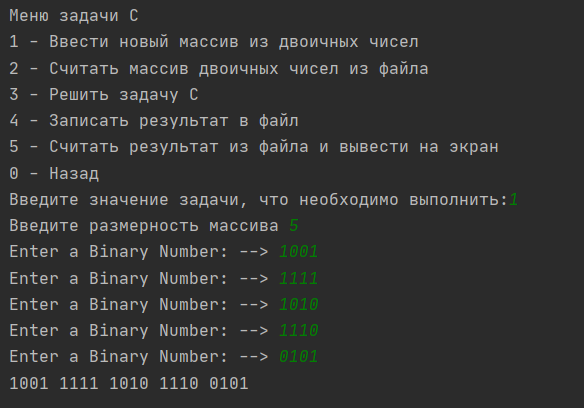 Меню задачи C
1 - Ввести новый массив из двоичных чисел
2 - Считать массив двоичных чисел из файла
3 - Решить задачу C
4 - Записать результат в файл
5 - Считать результат из файла и вывести на экран
0 - Назад
Введите значение задачи, что необходимо выполнить:1
Введите размерность массива 5
Enter a Binary Number: --> 1001
Enter a Binary Number: --> 1111
Enter a Binary Number: --> 1010
Enter a Binary Number: --> 1110
Enter a Binary Number: --> 0101
1001 1111 1010 1110 0101